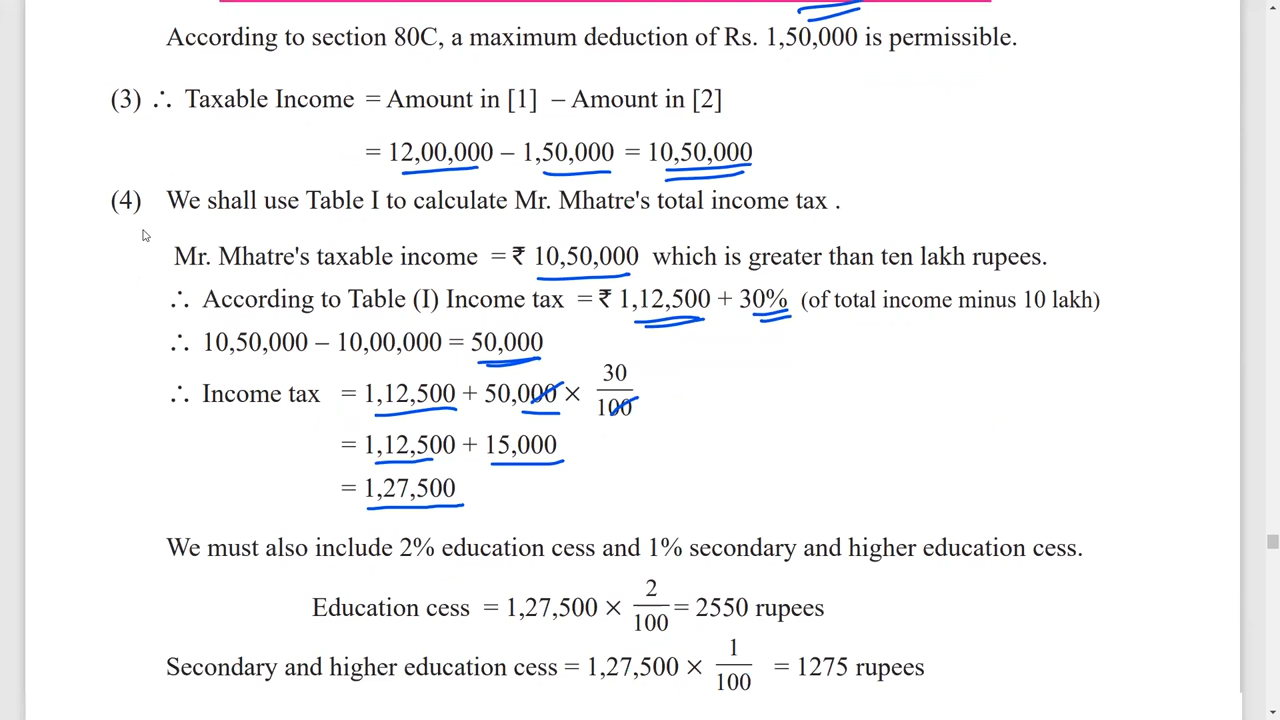 According to section 80C, a maximum deduction of Rs. 1,50,000 is permissible.
(3) ∴ Taxable Income = Amount in [1] – Amount in [2]
= 12,00,000 – 1,50,000 = 10,50,000
(4) We shall use Table I to calculate Mr. Mhatre's total income tax .
Mr. Mhatre's taxable income = ₹ 10,50,000 which is greater than ten lakh rupees.
∴ According to Table (I) Income tax = ₹ 1,12,500 + 30% (of total income minus 10 lakh)
∴ 10,50,000 – 10,00,000 = 50,000
∴ Income tax = 1,12,500 + 50,000 × 30/100
= 1,12,500 + 15,000
= 1,27,500
We must also include 2% education cess and 1% secondary and higher education cess.
Education cess = 1,27,500 × 2/100 = 2550 rupees
Secondary and higher education cess = 1,27,500 × 1/100 = 1275 rupees